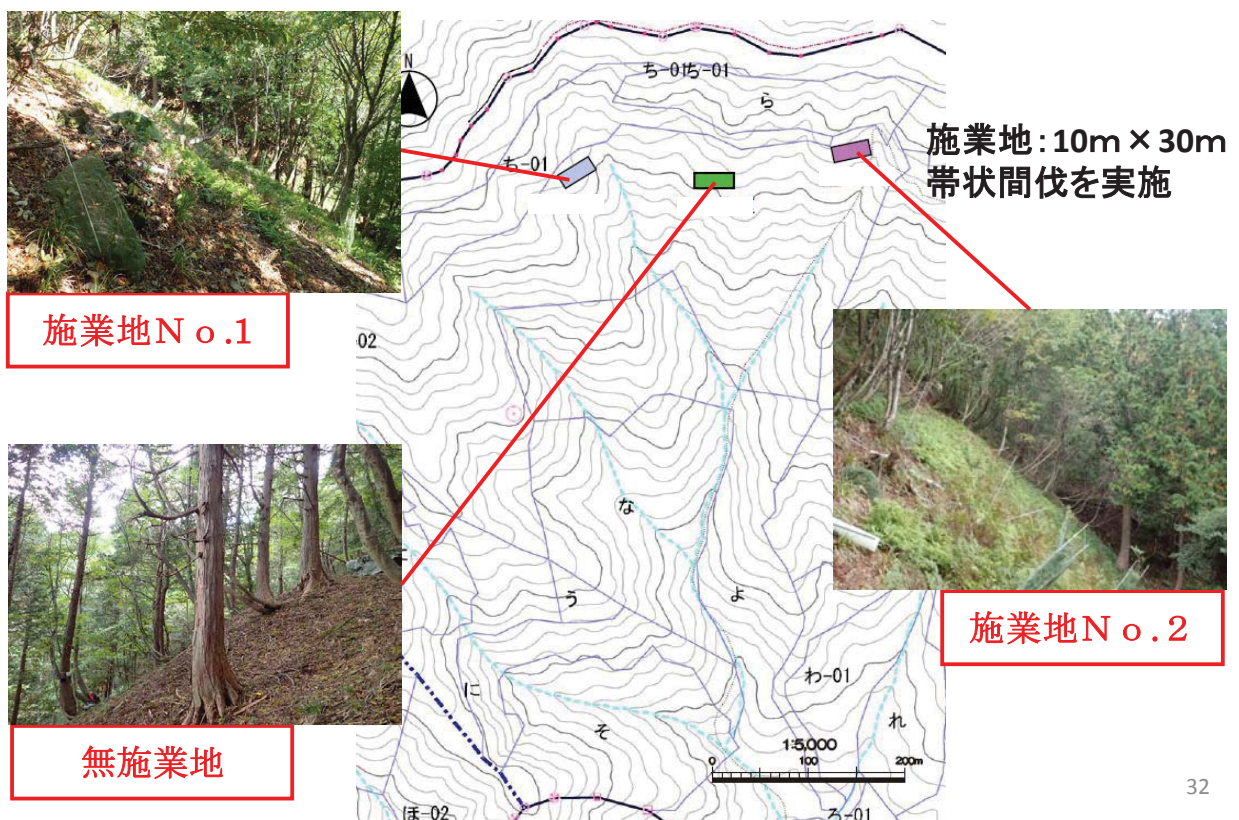 N
ち-01ち-01
ら
ち-01
施業地：10m×30m
帯状間伐を実施
施業地Ｎｏ.1
-02
な
う
よ
施業地Ｎｏ.2
わ-01
に
れ
そ
無施業地
1:5,000
0 100 200m
ほ-02
ろ-01
32